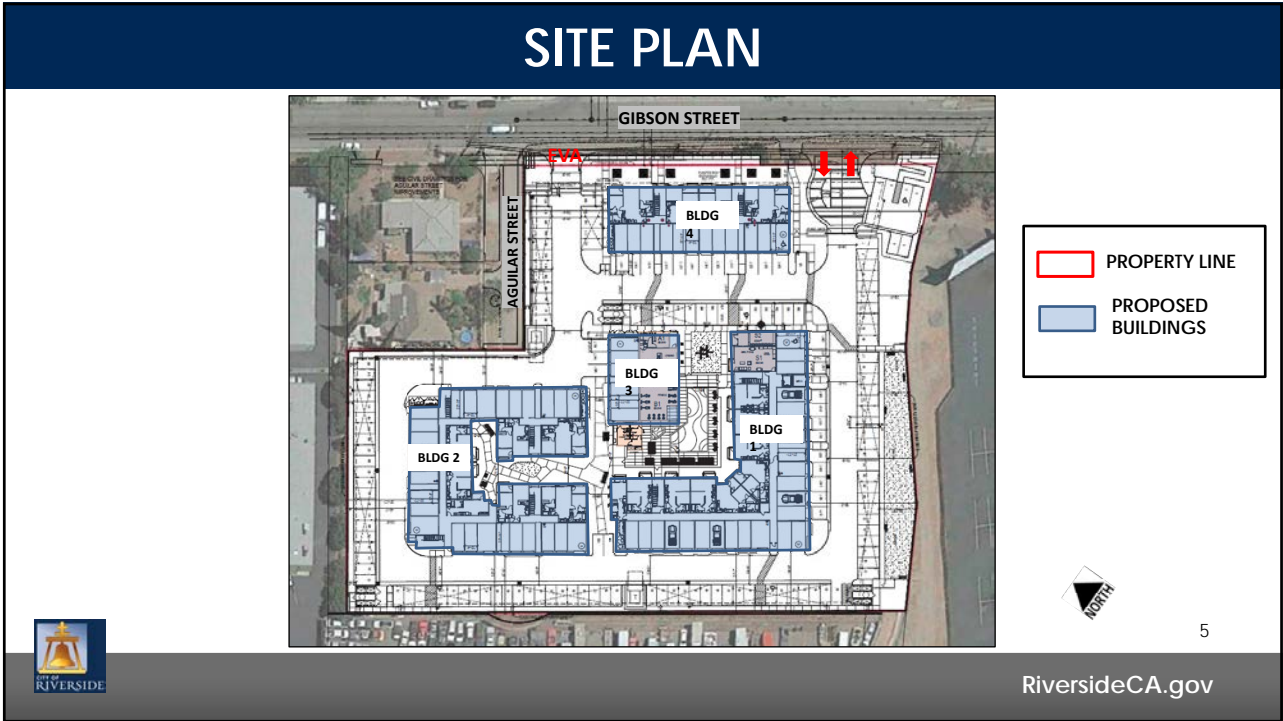 SITE PLAN
GIBSON STREET
EVA
AGUILAR STREET
BLDG
4
BLDG
3
BLDG
1
BLDG 2
PROPERTY LINE
PROPOSED
BUILDINGS
NORTH
5
CITY OF
RIVERSIDE
RiversideCA.gov